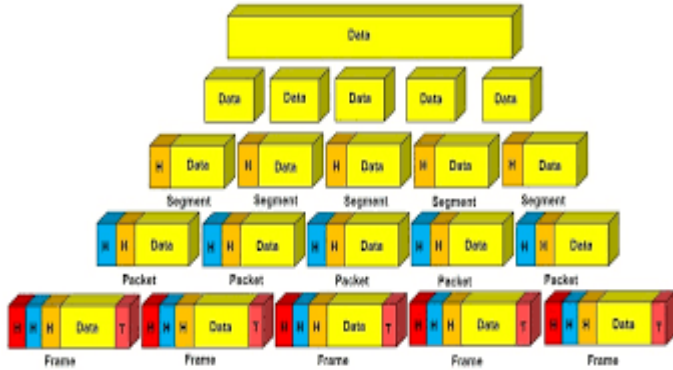 Data
Data Data Data Data Data
H Data H Data H Data H Data H Data
Segment Segment Segment Segment Segment
H H Data H H Data H H Data H H Data H H Data
Packet Packet Packet Packet Packet
H H H Data T H H H Data T H H H Data T H H H Data T H H H Data T
Frame Frame Frame Frame Frame